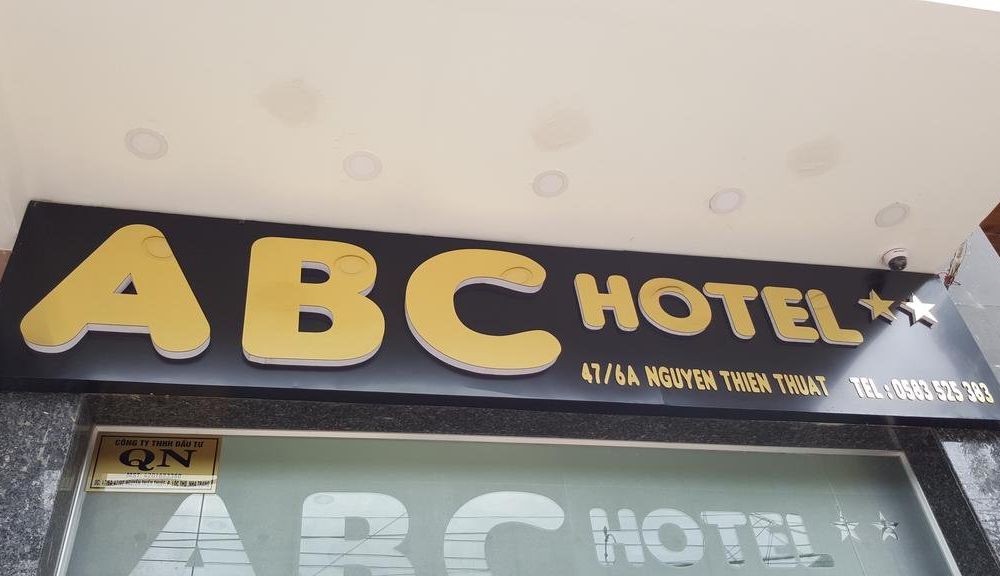 ABC HOTEL
47/6A NGUYEN THIEN THUAT TEL : 0583 525 383
CÔNG TY TNHH ĐẦU TƯ
QN
ABC HOTEL